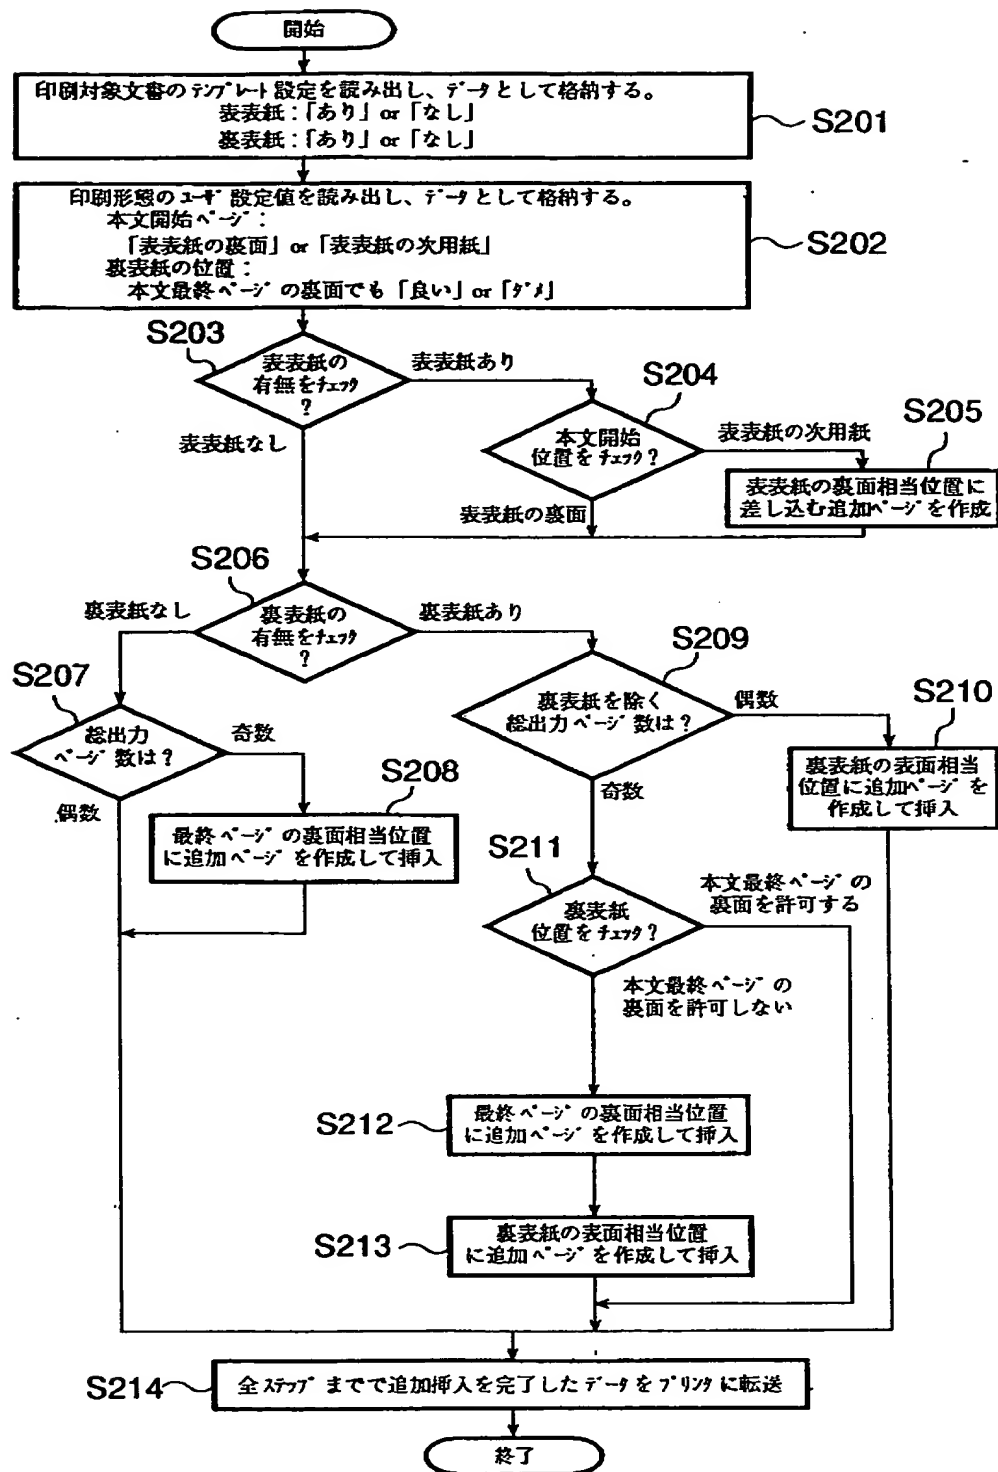 開始
印刷対象文書のテンプレート設定を読み出し、データとして格納する。
表表紙：「あり」or「なし」
裏表紙：「あり」or「なし」
S201
印刷形態のユーザ設定値を読み出し、データとして格納する。
本文開始ページ：
「表表紙の裏面」or「表表紙の次用紙」
裏表紙の位置：
本文最終ページの裏面でも「良い」or「ダメ」
S202
S203
表表紙の
有無をチェック
？
表表紙あり
表表紙なし
S204
本文開始
位置をチェック？
表表紙の次用紙
表表紙の裏面
S205
表表紙の裏面相当位置に
差し込む追加ページを作成
S206
裏表紙の
有無をチェック
？
裏表紙なし
裏表紙あり
S207
総出力
ページ数は？
奇数
偶数
S208
最終ページの裏面相当位置
に追加ページを作成して挿入
S209
裏表紙を除く
総出力ページ数は？
偶数
奇数
S210
裏表紙の表面相当
位置に追加ページを
作成して挿入
S211
裏表紙
位置をチェック？
本文最終ページの
裏面を許可する
本文最終ページの
裏面を許可しない
S212
最終ページの裏面相当位置
に追加ページを作成して挿入
S213
裏表紙の表面相当位置
に追加ページを作成して挿入
S214
全ステップまでで追加挿入を完了したデータをプリンタに転送
終了